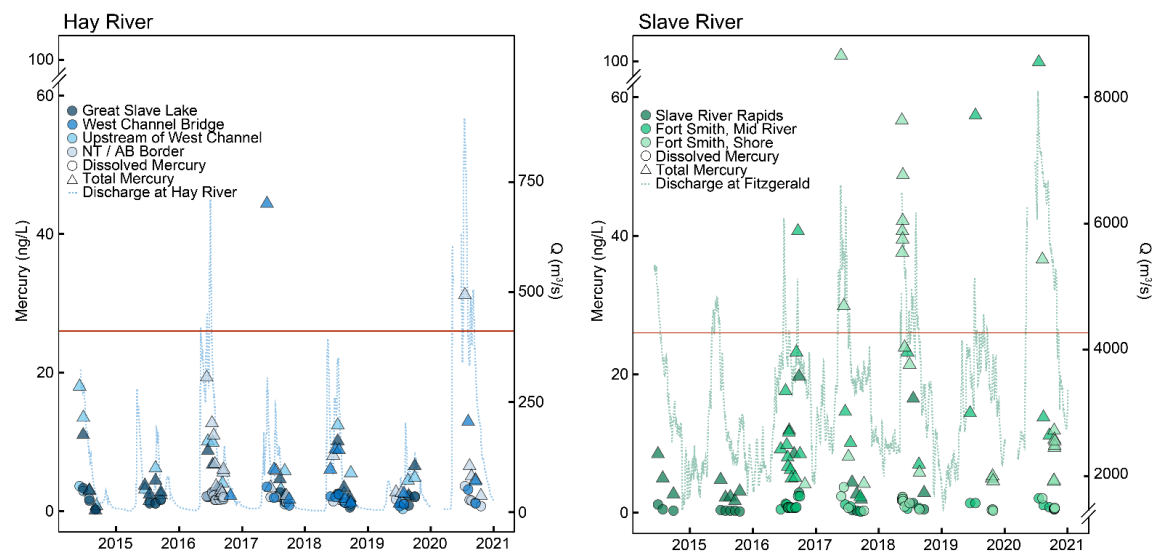 Hay River
100
60
40
20
0
Mercury (ng/L)
Great Slave Lake
West Channel Bridge
Upstream of West Channel
NT / AB Border
Dissolved Mercury
Total Mercury
Discharge at Hay River
750
500
250
0
Q (m³/s)
2015 2016 2017 2018 2019 2020 2021
Slave River
100
60
40
20
0
Mercury (ng/L)
Slave River Rapids
Fort Smith, Mid River
Fort Smith, Shore
Dissolved Mercury
Total Mercury
Discharge at Fitzgerald
8000
6000
4000
2000
Q (m³/s)
2015 2016 2017 2018 2019 2020 2021